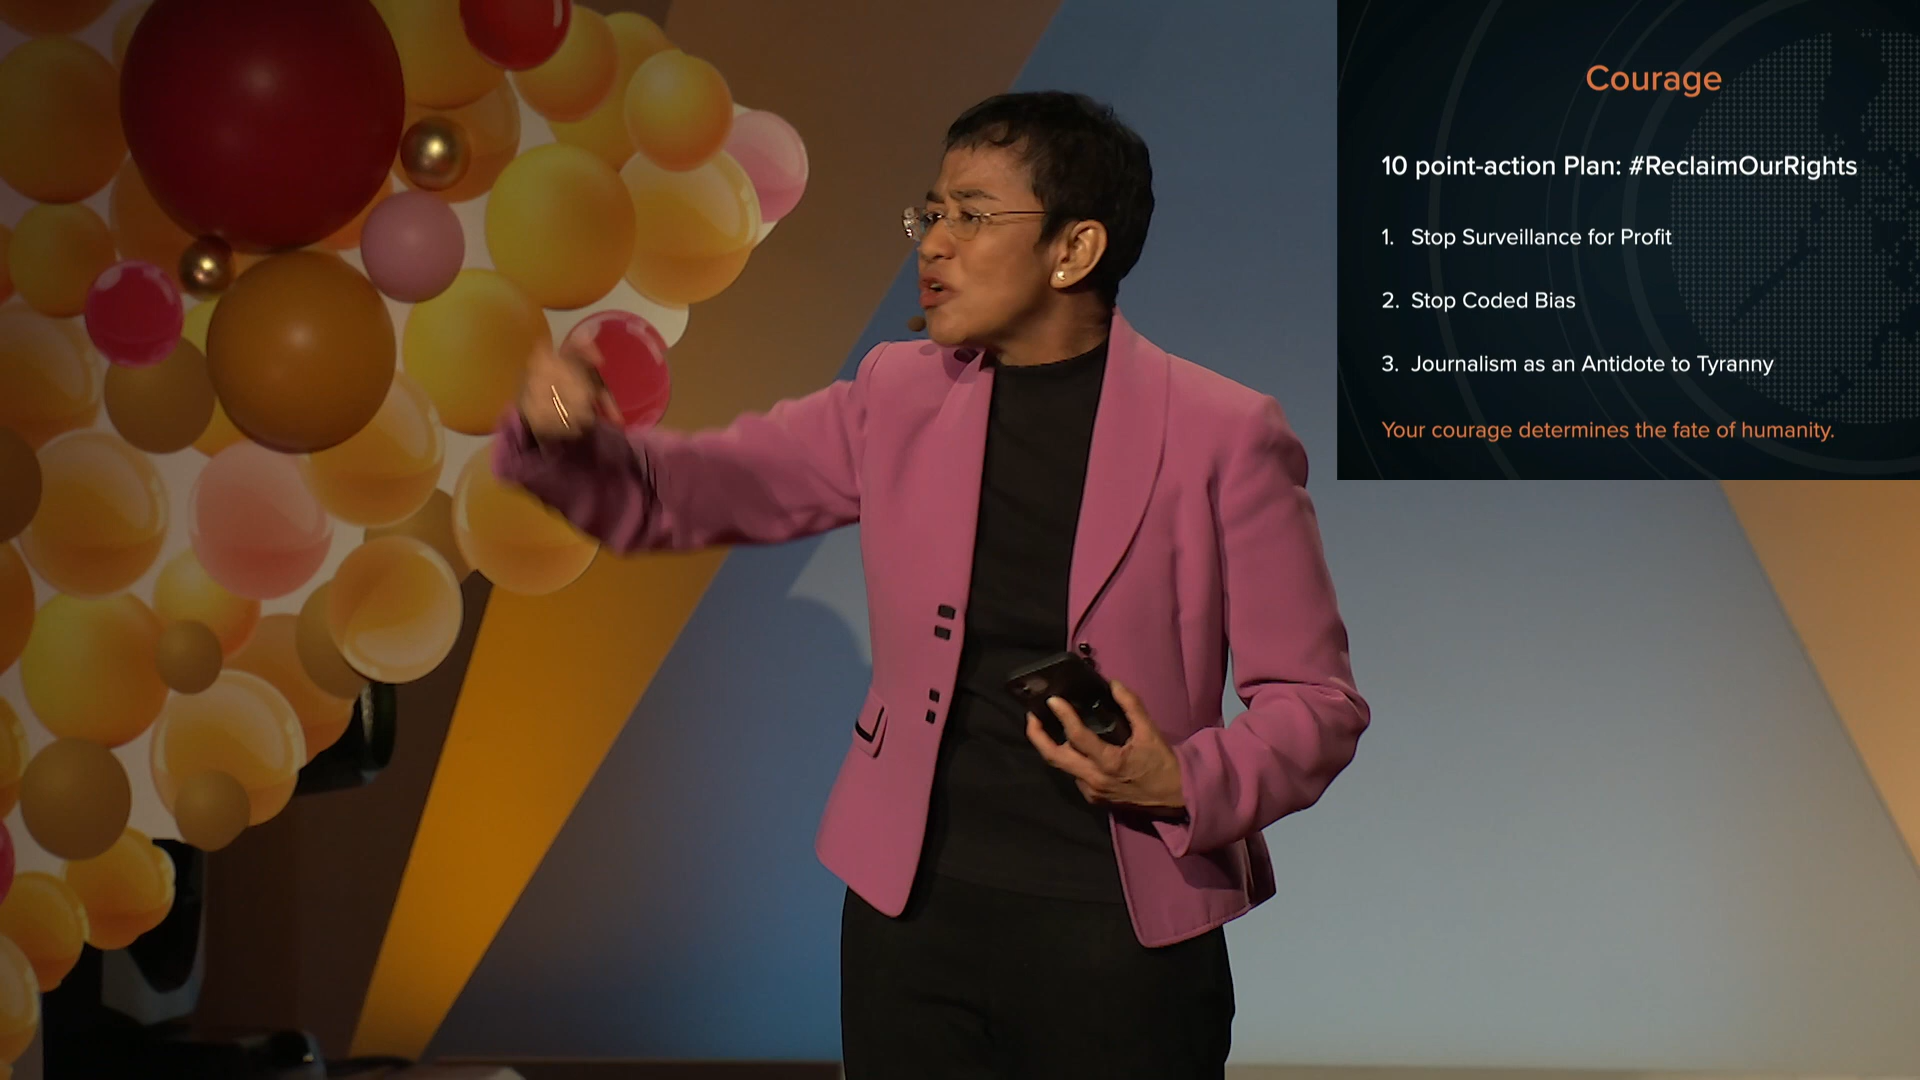 Courage
10 point-action Plan: #ReclaimOurRights
1. Stop Surveillance for Profit
2. Stop Coded Bias
3. Journalism as an Antidote to Tyranny
Your courage determines the fate of humanity.